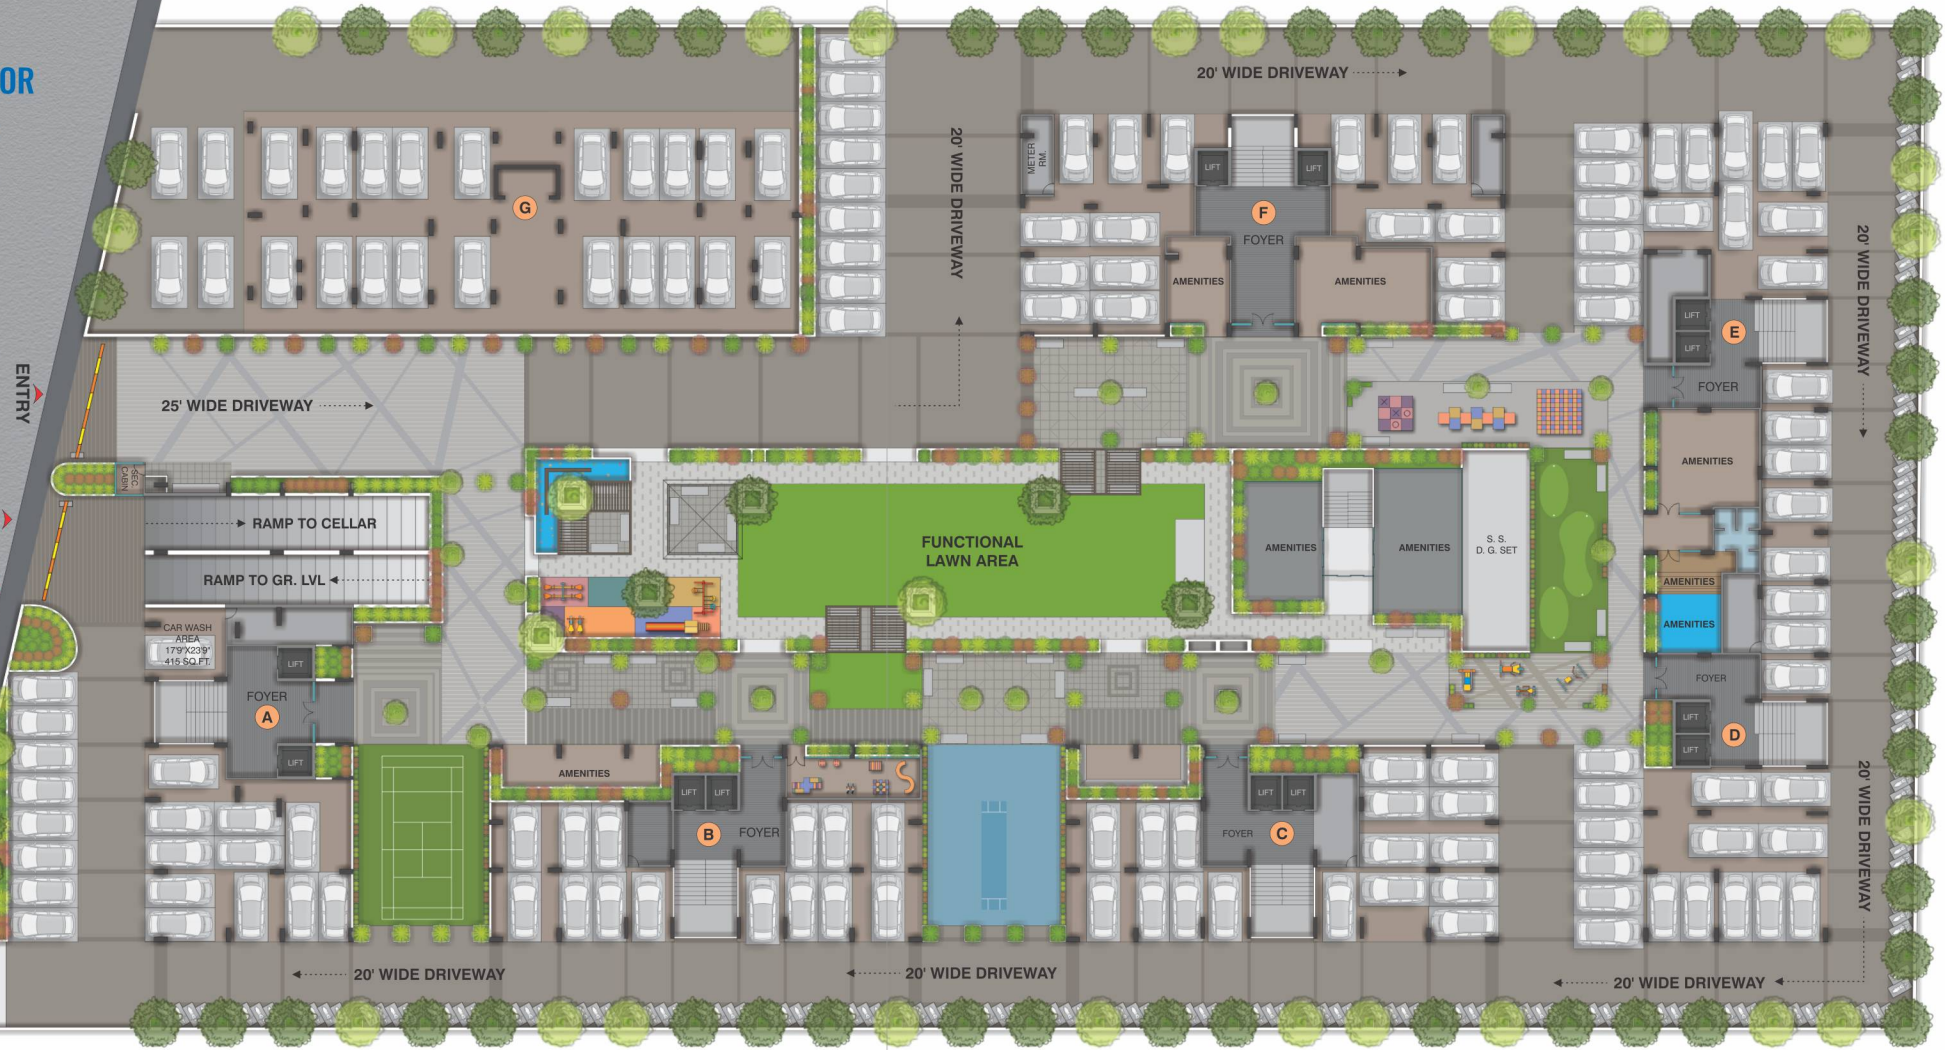 OR
20' WIDE DRIVEWAY
20' WIDE DRIVEWAY
METER
RM.
LIFT
LIFT
G
F
FOYER
AMENITIES
AMENITIES
20' WIDE DRIVEWAY
LIFT
LIFT
E
FOYER
ENTRY
25' WIDE DRIVEWAY
SEC.
CABIN
RAMP TO CELLAR
RAMP TO GR. LVL
FUNCTIONAL
LAWN AREA
AMENITIES
AMENITIES
S. S.
D. G. SET
AMENITIES
AMENITIES
AMENITIES
CAR WASH
AREA
17'9"X23'9"
415 SQ.FT.
LIFT
FOYER
A
LIFT
FOYER
LIFT
LIFT
D
AMENITIES
LIFT
LIFT
B
FOYER
LIFT
LIFT
FOYER
C
20' WIDE DRIVEWAY
20' WIDE DRIVEWAY
20' WIDE DRIVEWAY
20' WIDE DRIVEWAY